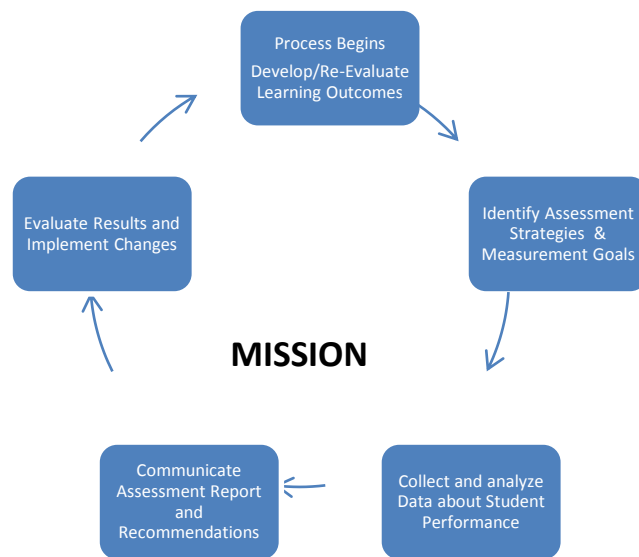 Process Begins
Develop/Re-Evaluate
Learning Outcomes
Identify Assessment
Strategies &
Measurement Goals
Collect and analyze
Data about Student
Performance
Communicate
Assessment Report
and
Recommendations
Evaluate Results and
Implement Changes
MISSION